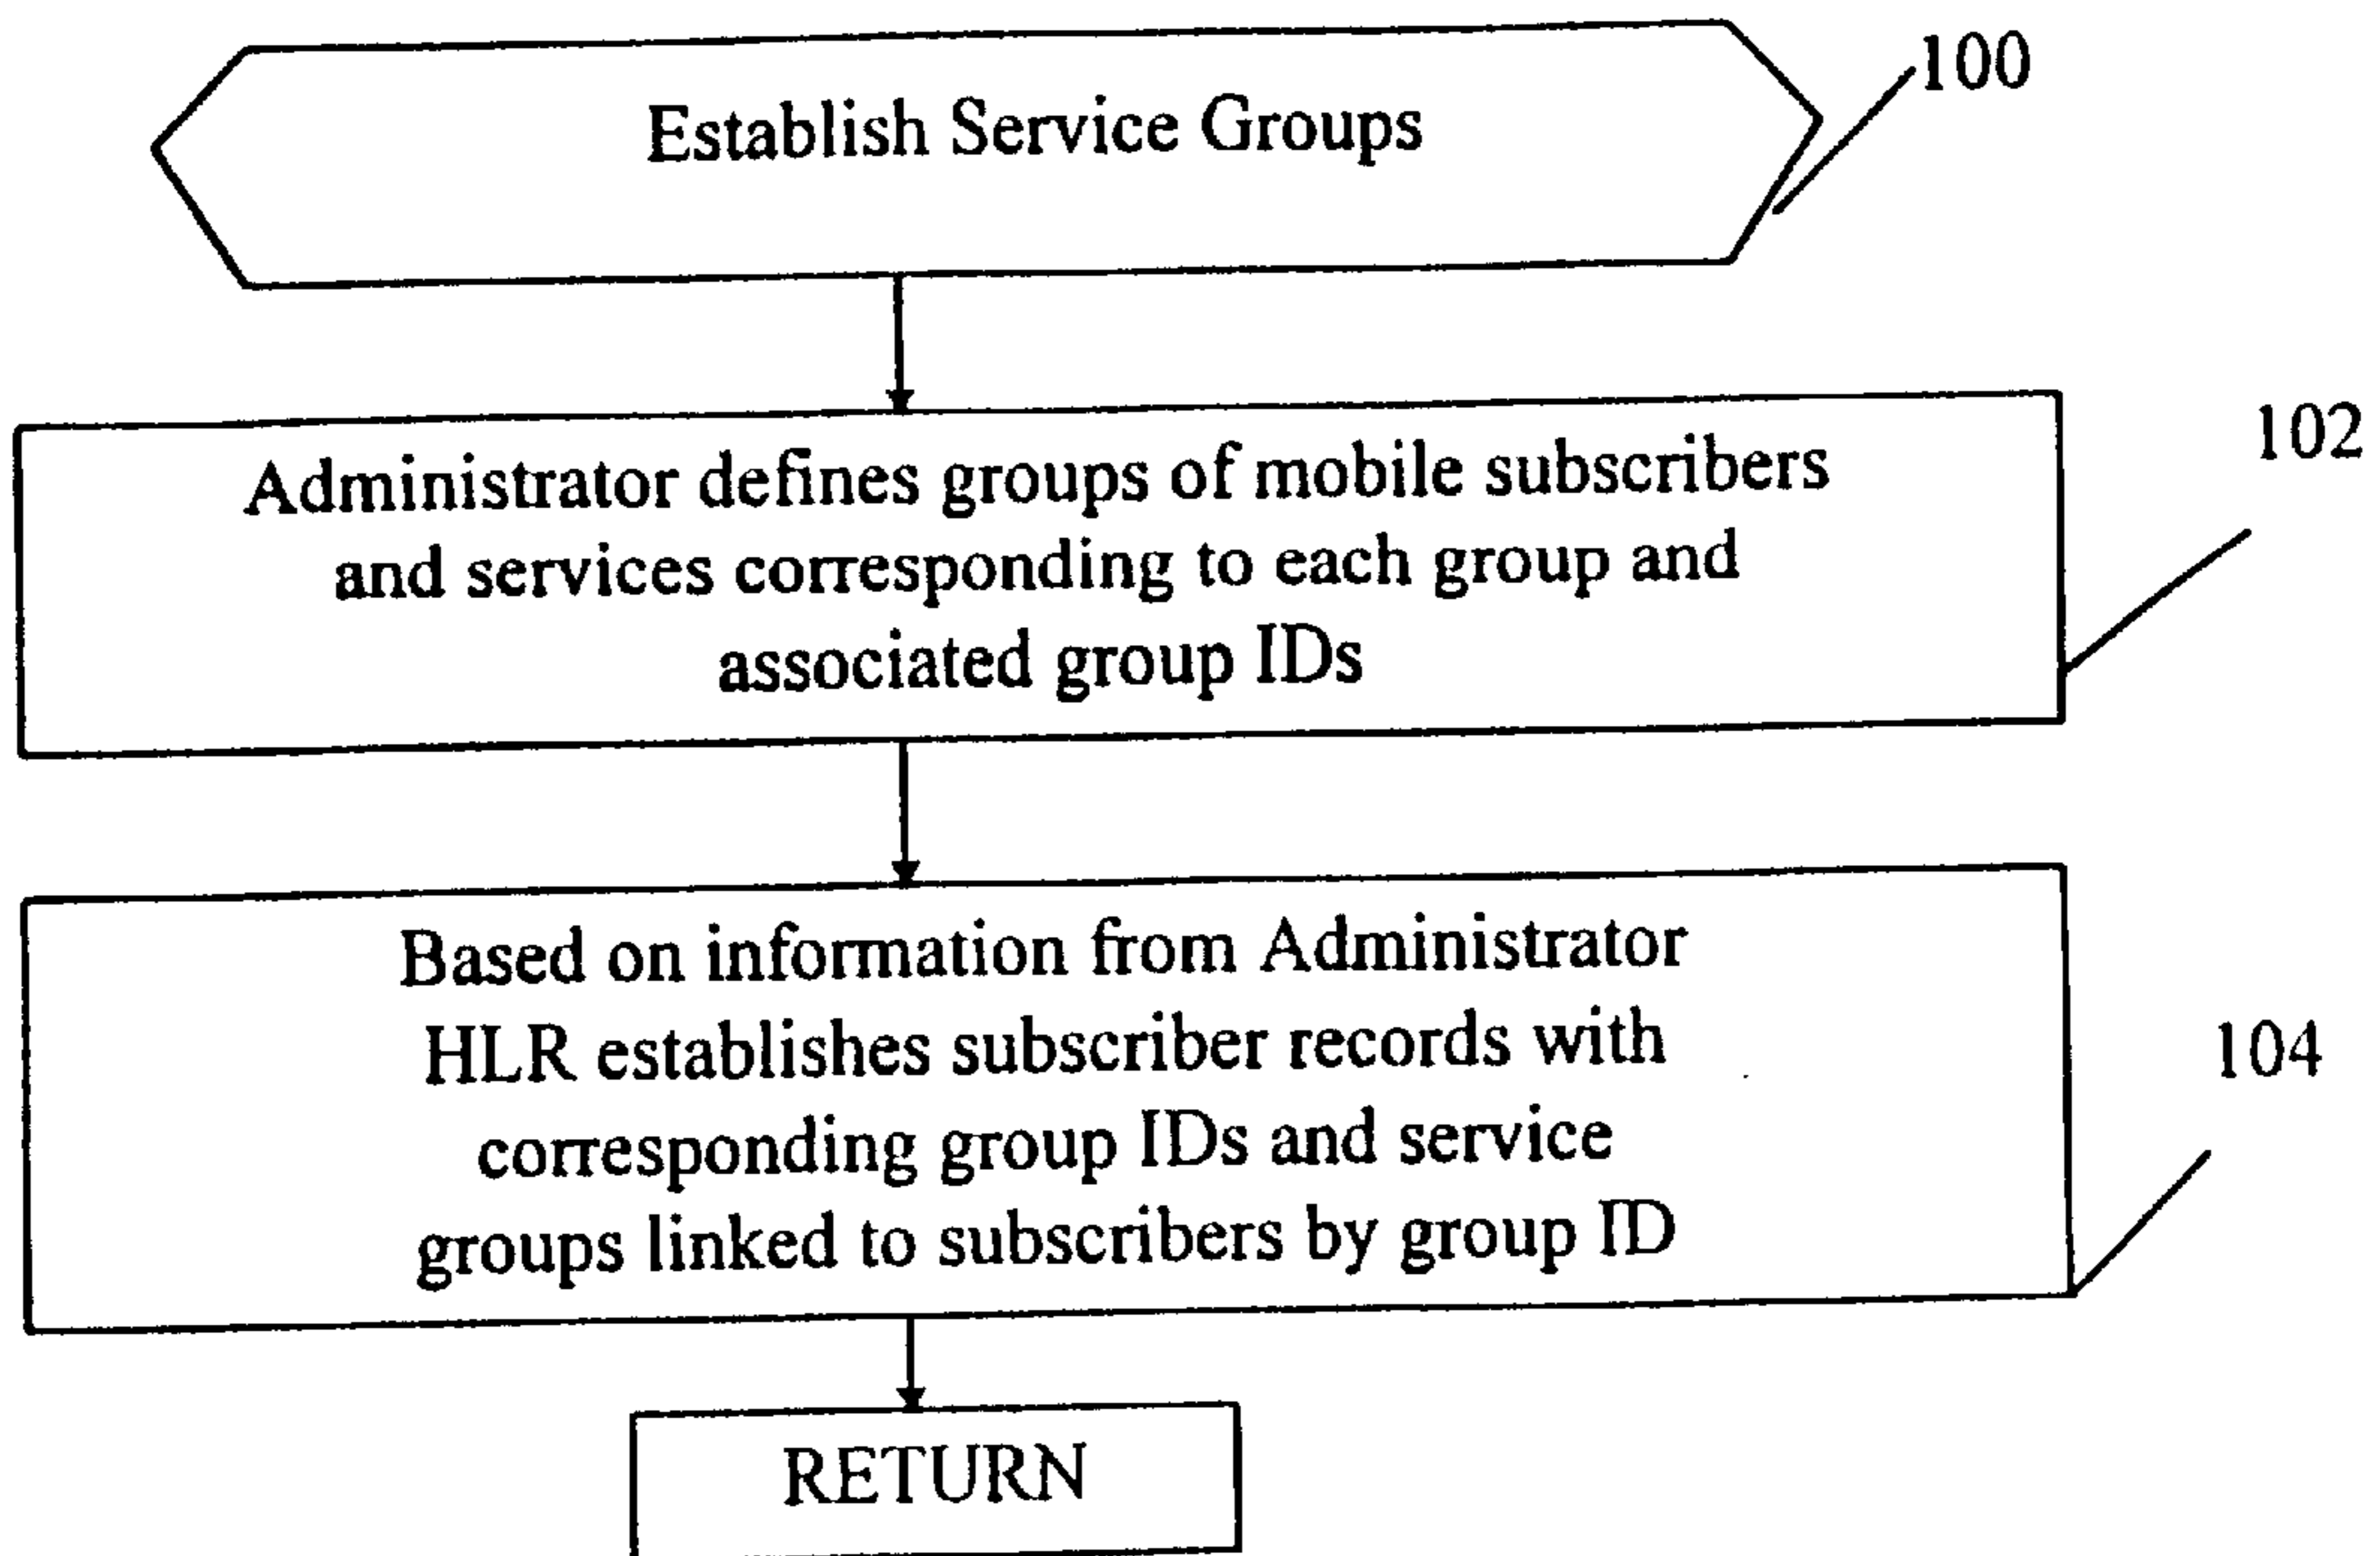 Establish Service Groups
100
Administrator defines groups of mobile subscribers
and services corresponding to each group and
associated group IDs
102
Based on information from Administrator
HLR establishes subscriber records with
corresponding group IDs and service
groups linked to subscribers by group ID
104
RETURN